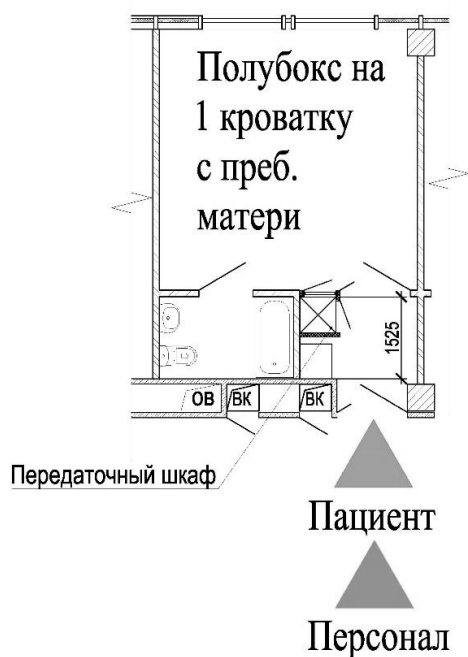 Полубокс на
1 кроватку
с преб.
матери
1525
ОВ
ВК
ВК
Передаточный шкаф
Пациент
Персонал